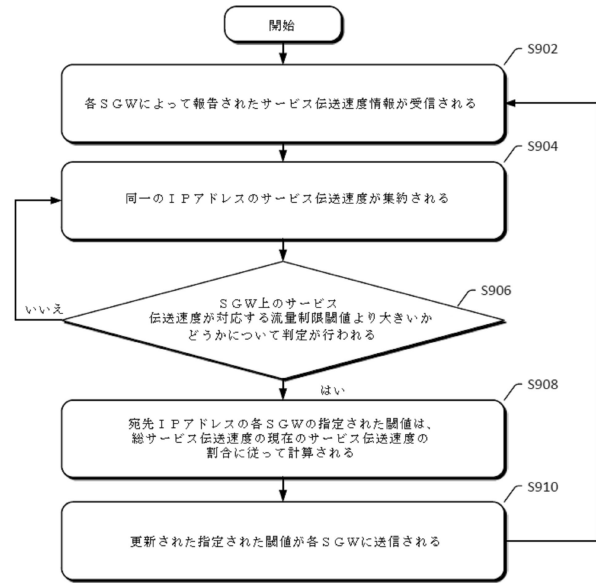 開始
S902
各SGWによって報告されたサービス伝送速度情報が受信される
S904
同一のIPアドレスのサービス伝送速度が集約される
S906
SGW上のサービス
伝送速度が対応する流量制限閾値より大きいか
どうかについて判定が行われる
いいえ
はい
S908
宛先IPアドレスの各SGWの指定された閾値は、
総サービス伝送速度の現在のサービス伝送速度の
割合に従って計算される
S910
更新された指定された閾値が各SGWに送信される